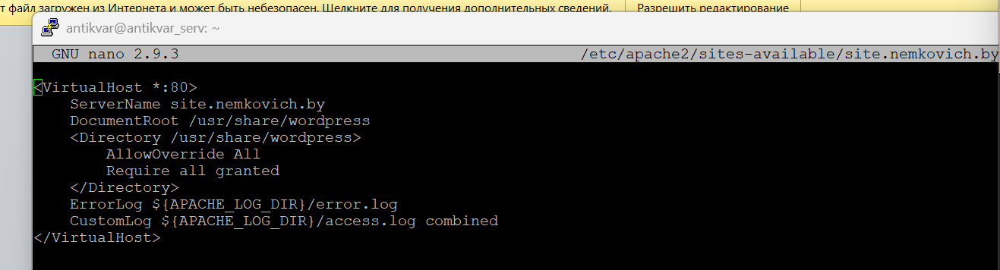 т файл загружен из Интернета и может быть небезопасен. Щелкните для получения дополнительных сведений. Разрешить редактирование
antikvar@antikvar_serv: ~
GNU nano 2.9.3 /etc/apache2/sites-available/site.nemkovich.by
<VirtualHost *:80>
ServerName site.nemkovich.by
DocumentRoot /usr/share/wordpress
<Directory /usr/share/wordpress>
AllowOverride All
Require all granted
</Directory>
ErrorLog ${APACHE_LOG_DIR}/error.log
CustomLog ${APACHE_LOG_DIR}/access.log combined
</VirtualHost>